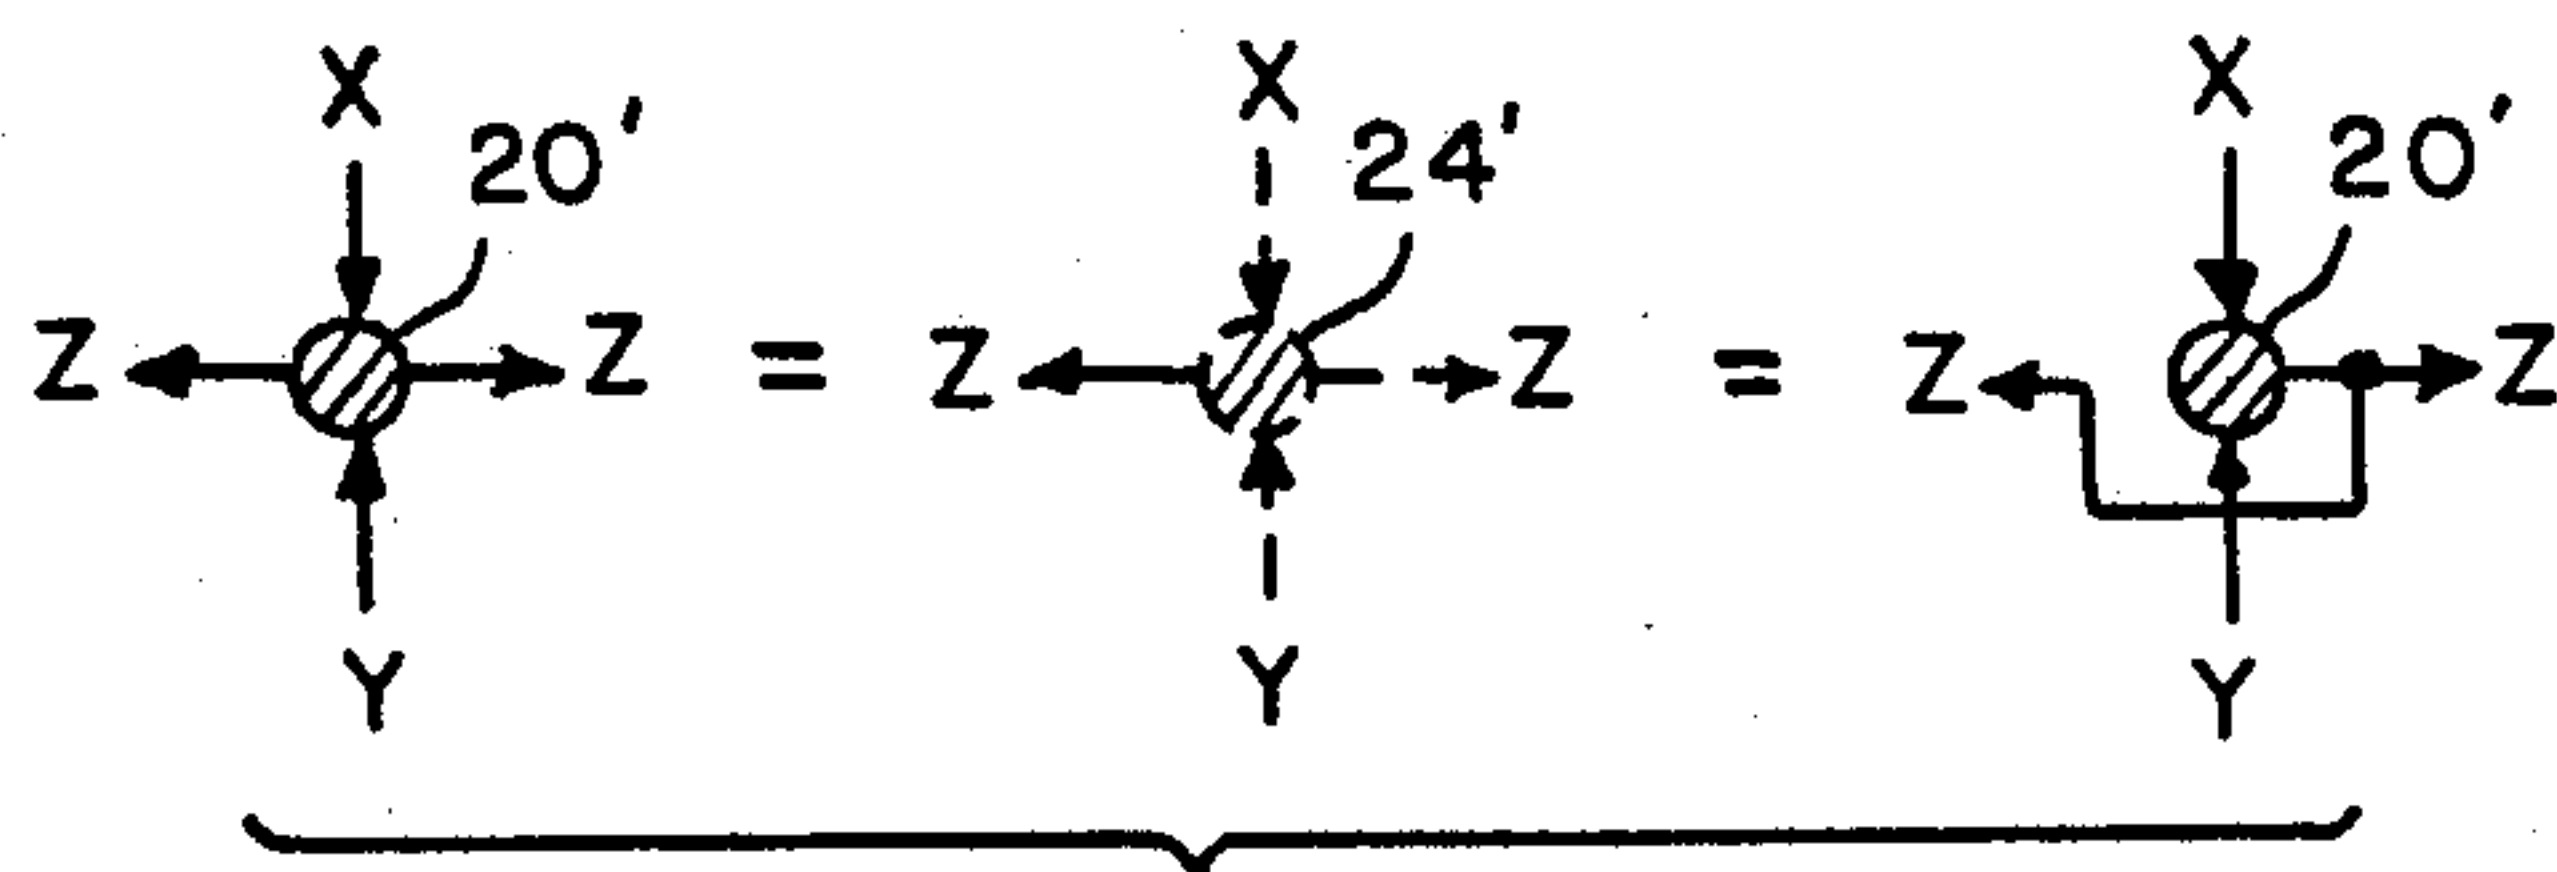 X X X
20' 24' 20'
Z Z = Z Z = Z Z
Y Y Y